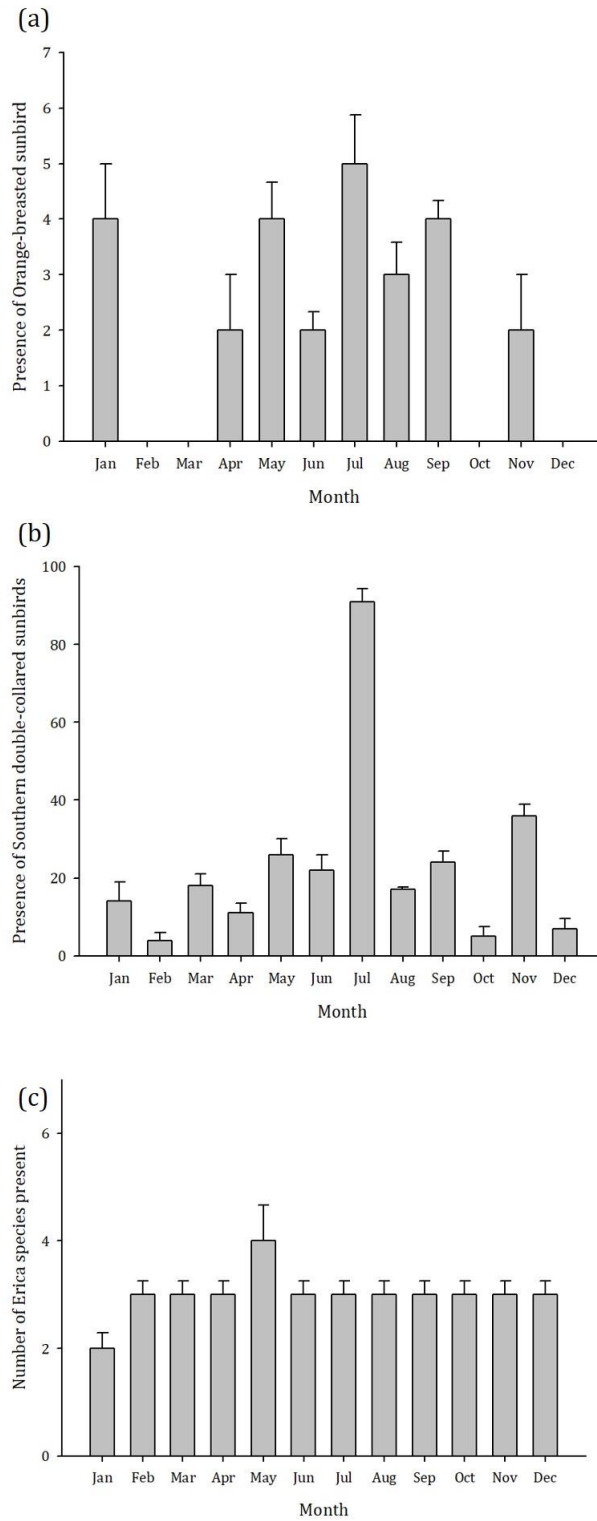 (a)
7
6
5
4
3
2
1
0
Presence of Orange-breasted sunbird
Jan Feb Mar Apr May Jun Jul Aug Sep Oct Nov Dec
Month
(b)
100
80
60
40
20
0
Presence of Southern double-collared sunbirds
Jan Feb Mar Apr May Jun Jul Aug Sep Oct Nov Dec
Month
(c)
6
4
2
0
Number of Erica species present
Jan Feb Mar Apr May Jun Jul Aug Sep Oct Nov Dec
Month